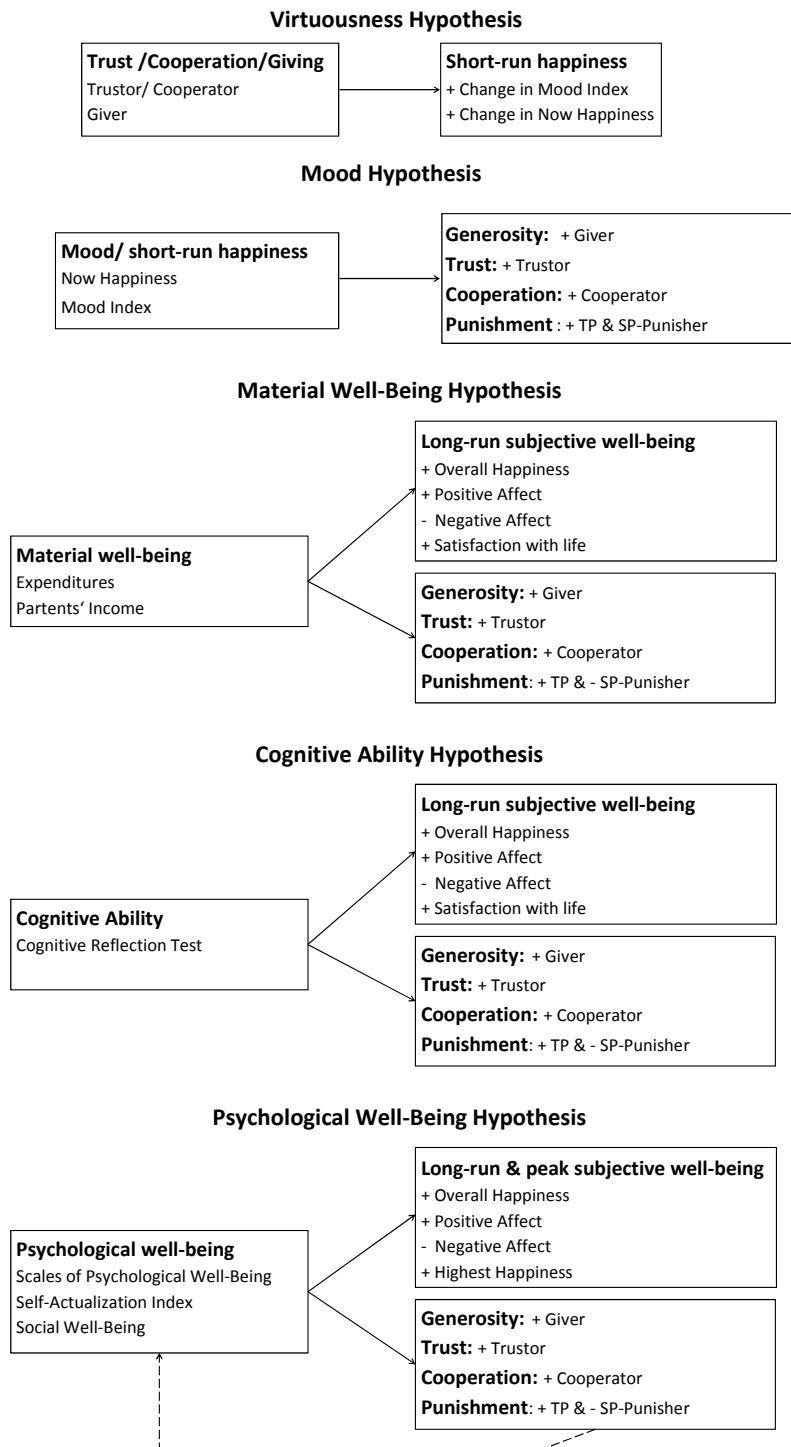 Virtuousness Hypothesis
Trust /Cooperation/Giving
Trustor/ Cooperator
Giver
Short-run happiness
+ Change in Mood Index
+ Change in Now Happiness
Mood Hypothesis
Mood/ short-run happiness
Now Happiness
Mood Index
Generosity: + Giver
Trust: + Trustor
Cooperation: + Cooperator
Punishment : + TP & SP-Punisher
Material Well-Being Hypothesis
Material well-being
Expenditures
Partents‘ Income
Long-run subjective well-being
+ Overall Happiness
+ Positive Affect
- Negative Affect
+ Satisfaction with life
Generosity: + Giver
Trust: + Trustor
Cooperation: + Cooperator
Punishment: + TP & - SP-Punisher
Cognitive Ability Hypothesis
Cognitive Ability
Cognitive Reflection Test
Long-run subjective well-being
+ Overall Happiness
+ Positive Affect
- Negative Affect
+ Satisfaction with life
Generosity: + Giver
Trust: + Trustor
Cooperation: + Cooperator
Punishment: + TP & - SP-Punisher
Psychological Well-Being Hypothesis
Psychological well-being
Scales of Psychological Well-Being
Self-Actualization Index
Social Well-Being
Long-run & peak subjective well-being
+ Overall Happiness
+ Positive Affect
- Negative Affect
+ Highest Happiness
Generosity: + Giver
Trust: + Trustor
Cooperation: + Cooperator
Punishment: + TP & - SP-Punisher